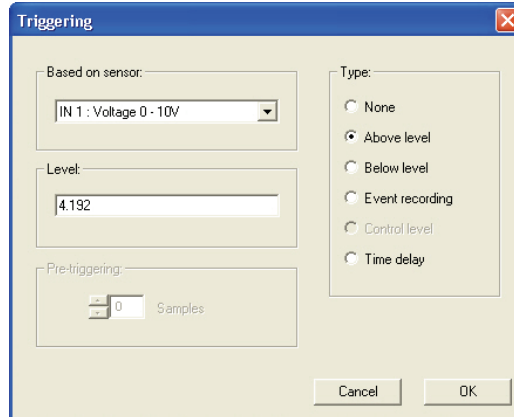 Triggering
Based on sensor:
IN 1 : Voltage 0 - 10V
Level:
4.192
Pre-triggering:
0 Samples
Type:
None
Above level
Below level
Event recording
Control level
Time delay
Cancel OK